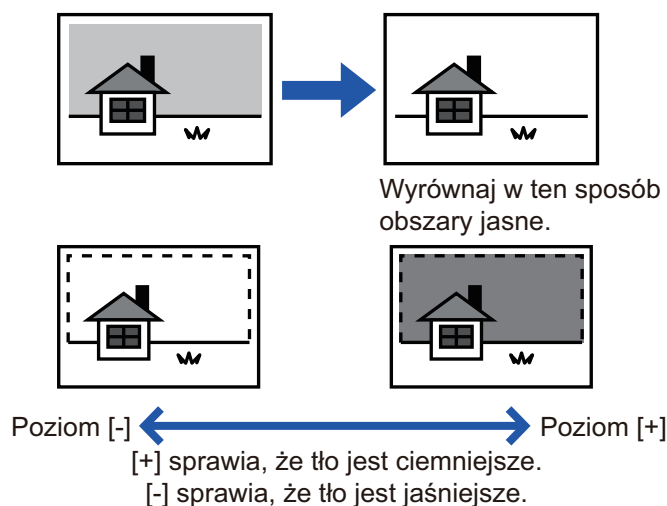 Wyrównaj w ten sposób
obszary jasne.
Poziom [-]
Poziom [+]
[+] sprawia, że tło jest ciemniejsze.
[-] sprawia, że tło jest jaśniejsze.